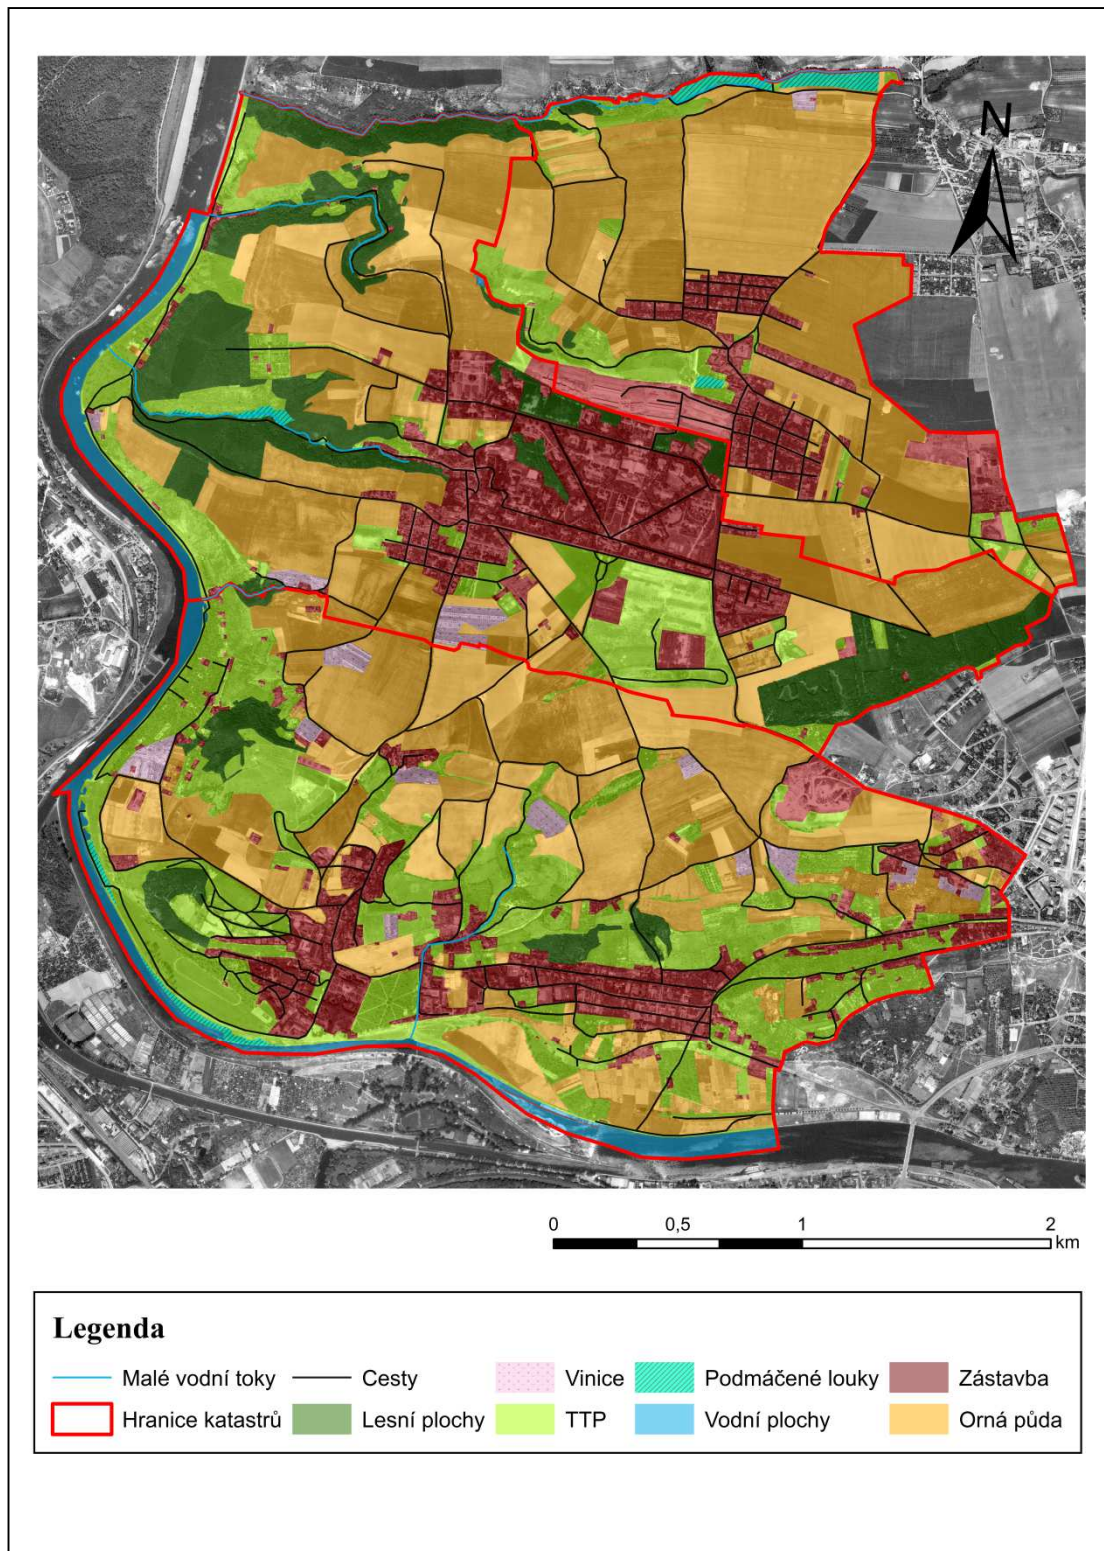 N
0 0,5 1 2
km
Legenda
Malé vodní toky Cesty Vinice Podmáčené louky Zástavba
Hranice katastrů Lesní plochy TTP Vodní plochy Orná půda